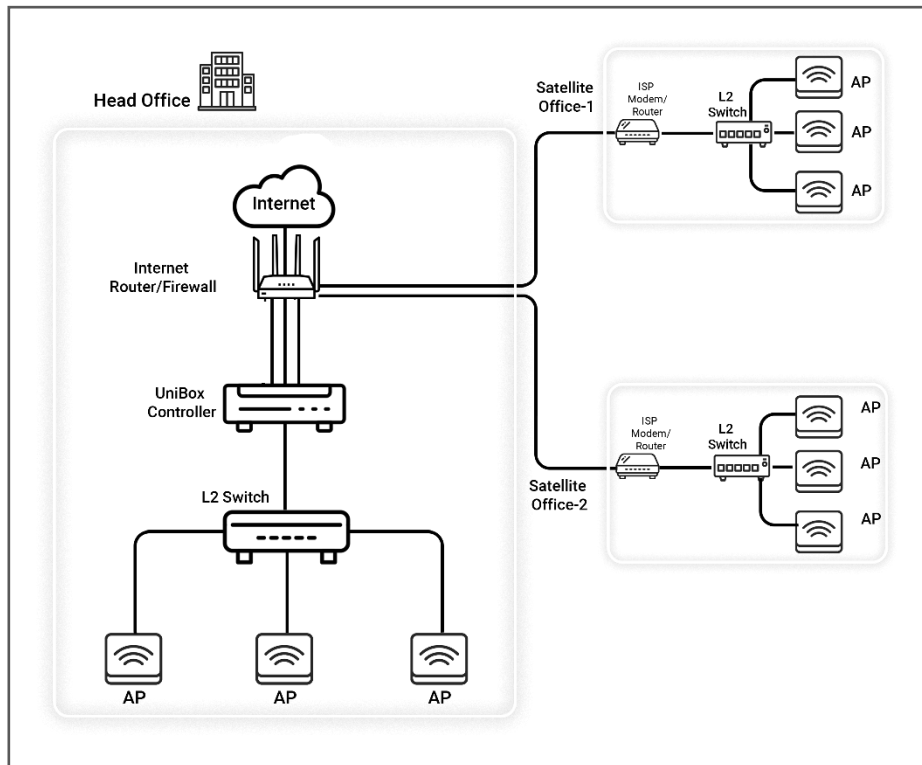 Head Office
Internet
Internet
Router/Firewall
UniBox
Controller
L2 Switch
AP
AP
AP
Satellite
Office-1
ISP
Modem/
Router
L2
Switch
AP
AP
AP
Satellite
Office-2
ISP
Modem/
Router
L2
Switch
AP
AP
AP